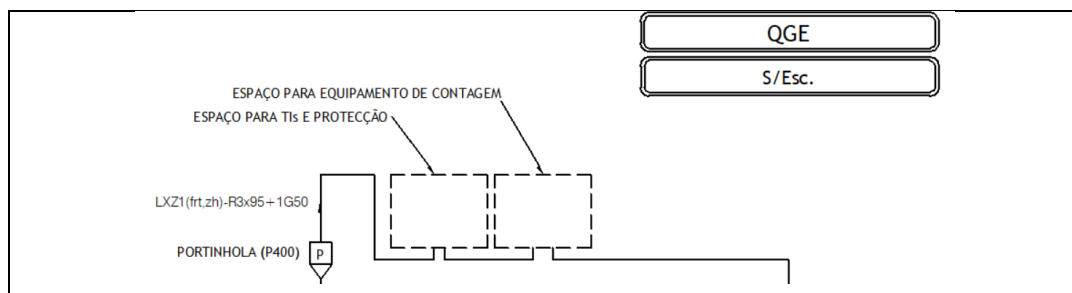 QGE
S/Esc.
ESPAÇO PARA EQUIPAMENTO DE CONTAGEM
ESPAÇO PARA TIs E PROTECÇÃO
LXZ1(frt,zh)-R3x95+1G50
PORTINHOLA (P400)
P